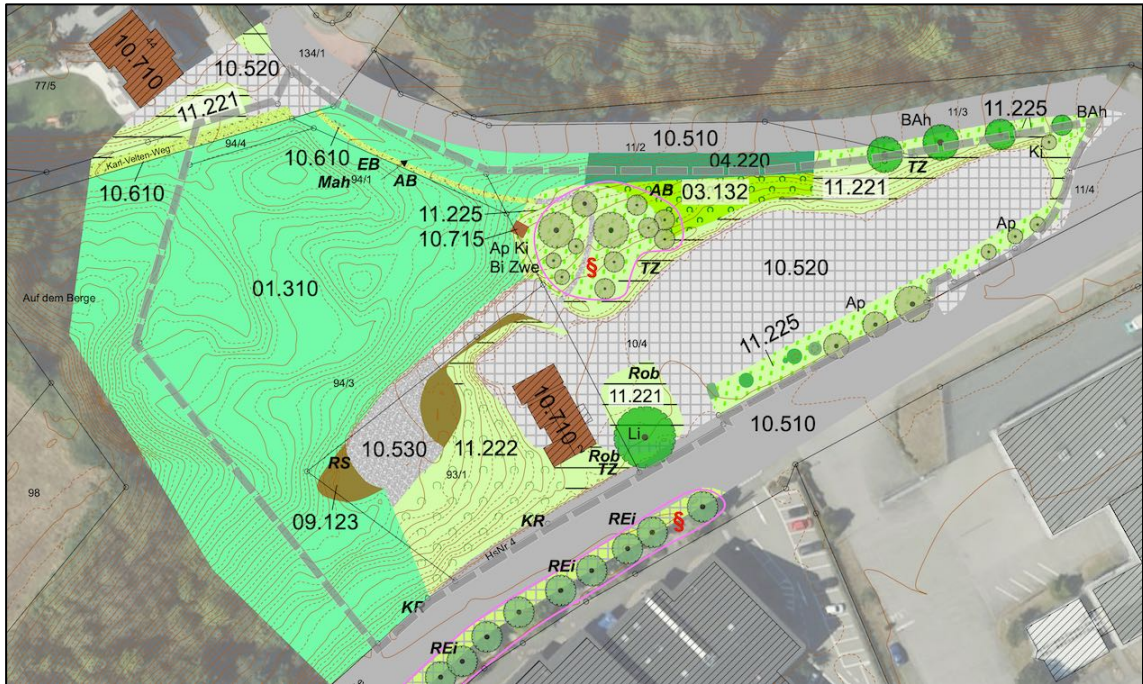 44
10.710
134/1
10.520
77/5
11.221
Karl-Velten-Weg
94/4
10.610
10.610
EB
Mah
94/1
AB
11/2
10.510
04.220
BAh
11/3
11.225
BAh
TZ
Ki
AB
03.132
11.221
11/4
11.225
10.715
Ap Ki
Bi Zwe
§
TZ
Ap
10.520
01.310
Auf dem Berge
Ap
11.225
10/4
Rob
11.221
94/3
10.710
2
Li
10.510
10.530
11.222
RS
93/1
Rob
TZ
98
09.123
KR
HsNr.4
REi
§
REi
KR
REi